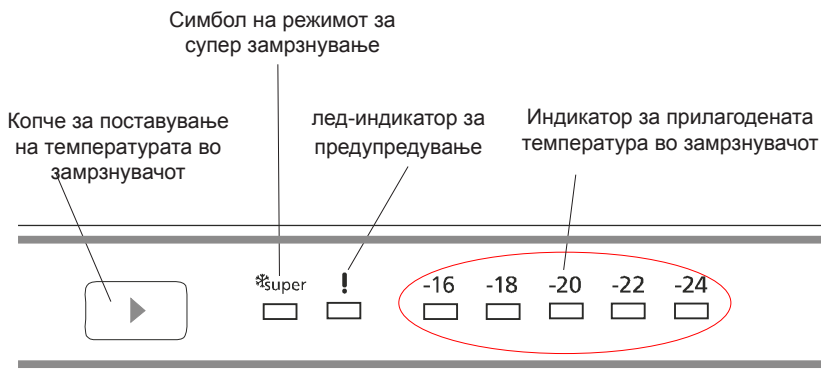 Симбол на режимот за
супер замрзнување
Копче за поставување
на температурата во
замрзнувачот
лед-индикатор за
предупредување
Индикатор за прилагодената
температура во замрзнувачот
super
!
-16 -18 -20 -22 -24